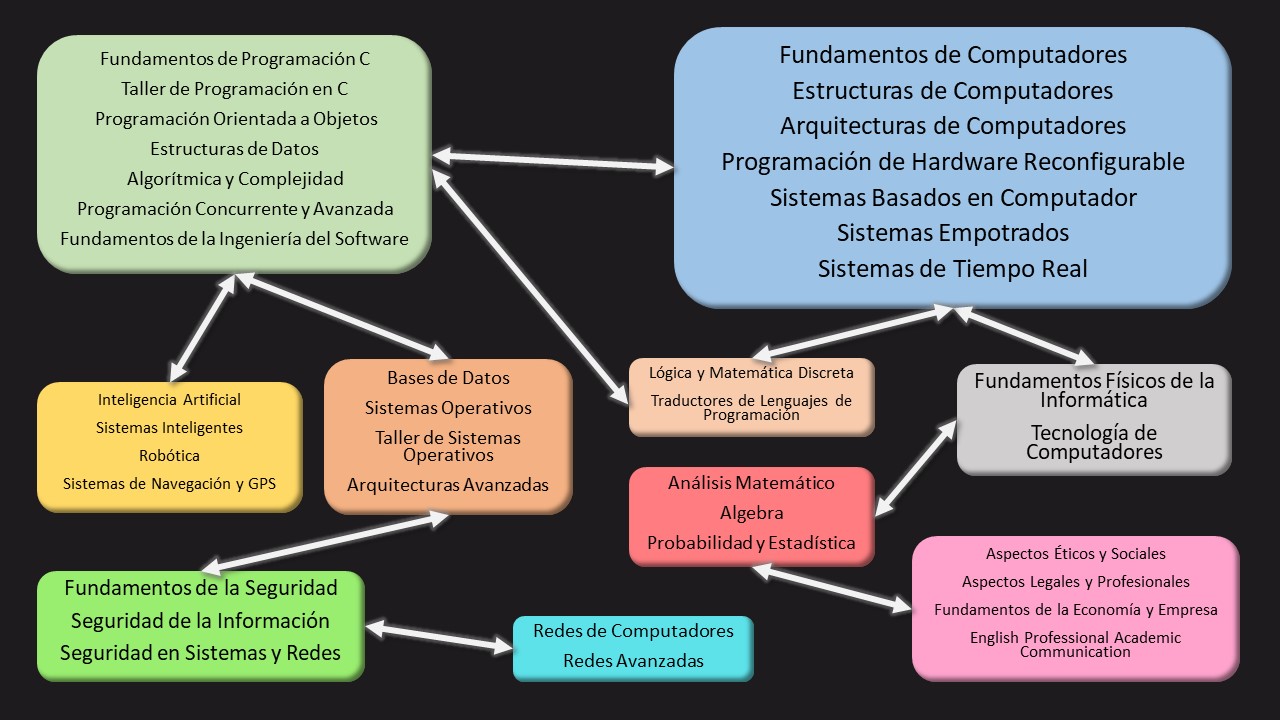 Fundamentos de Programación C
Taller de Programación en C
Programación Orientada a Objetos
Estructuras de Datos
Algorítmica y Complejidad
Programación Concurrente y Avanzada
Fundamentos de la Ingeniería del Software
Fundamentos de Computadores
Estructuras de Computadores
Arquitecturas de Computadores
Programación de Hardware Reconfigurable
Sistemas Basados en Computador
Sistemas Empotrados
Sistemas de Tiempo Real
Inteligencia Artificial
Sistemas Inteligentes
Robótica
Sistemas de Navegación y GPS
Bases de Datos
Sistemas Operativos
Taller de Sistemas
Operativos
Arquitecturas Avanzadas
Lógica y Matemática Discreta
Traductores de Lenguajes de
Programación
Fundamentos Físicos de la
Informática
Tecnología de
Computadores
Análisis Matemático
Algebra
Probabilidad y Estadística
Fundamentos de la Seguridad
Seguridad de la Información
Seguridad en Sistemas y Redes
Redes de Computadores
Redes Avanzadas
Aspectos Éticos y Sociales
Aspectos Legales y Profesionales
Fundamentos de la Economía y Empresa
English Professional Academic
Communication